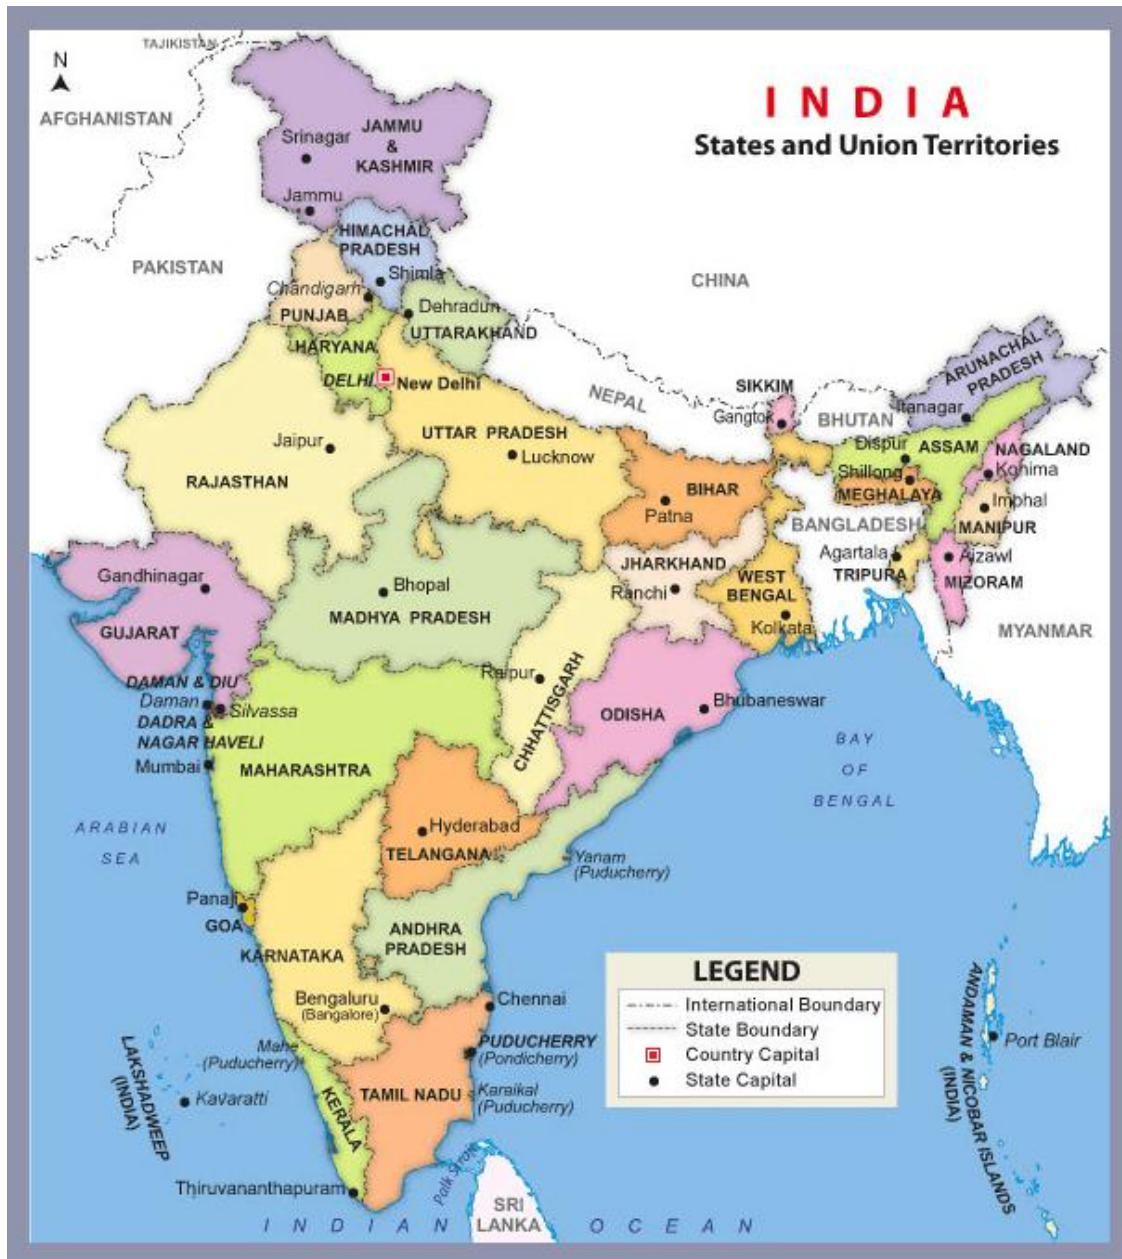 INDIA
States and Union Territories
N
TAJIKISTAN
AFGHANISTAN
PAKISTAN
CHINA
NEPAL
BHUTAN
BANGLADESH
MYANMAR
SRI
LANKA
Srinagar
JAMMU
&
KASHMIR
Jammu
HIMACHAL
PRADESH
Shimla
Chandigarh
PUNJAB
Dehradun
UTTARAKHAND
HARYANA
DELHI
New Delhi
UTTAR PRADESH
Lucknow
Jaipur
RAJASTHAN
SIKKIM
Gangtok
ARUNACHAL
PRADESH
Itanagar
Dispur
ASSAM
NAGALAND
Kohima
Shillong
MEGHALAYA
Imphal
MANIPUR
Agartala
TRIPURA
Aizawl
MIZORAM
BIHAR
Patna
JHARKHAND
Ranchi
WEST
BENGAL
Kolkata
Gandhinagar
GUJARAT
Bhopal
MADHYA PRADESH
Raipur
CHHATTISGARH
ODISHA
Bhubaneswar
DAMAN & DIU
Daman
Silvassa
DADRA &
NAGAR HAVELI
Mumbai
MAHARASHTRA
Hyderabad
TELANGANA
Yanam
(Puducherry)
ARABIAN
SEA
BAY
OF
BENGAL
Panaji
GOA
KARNATAKA
ANDHRA
PRADESH
Bengaluru
(Bangalore)
Chennai
Mahe
(Puducherry)
PUDUCHERRY
(Pondicherry)
TAMIL NADU
Karaikal
(Puducherry)
KERALA
Thiruvananthapuram
LAKSHADWEEP
(INDIA)
Kavaratti
Palk Strait
INDIAN OCEAN
ANDAMAN & NICOBAR ISLANDS
(INDIA)
Port Blair
LEGEND
International Boundary
State Boundary
Country Capital
State Capital